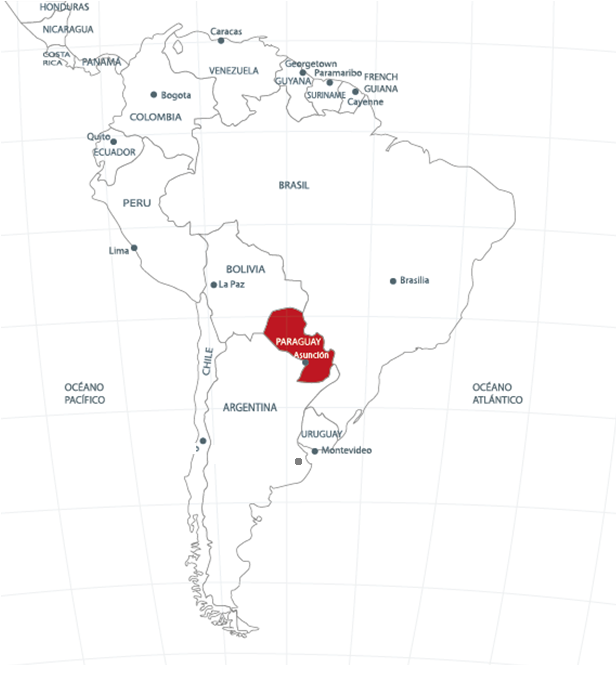 HONDURAS
NICARAGUA
COSTA
RICA
PANAMÁ
Caracas
VENEZUELA
Georgetown
GUYANA
Paramaribo
SURINAME
FRENCH
GUIANA
Cayenne
Bogota
COLOMBIA
Quito
ECUADOR
PERU
BRASIL
Lima
BOLIVIA
La Paz
Brasilia
PARAGUAY
Asunción
CHILE
OCÉANO
PACÍFICO
ARGENTINA
OCÉANO
ATLÁNTICO
URUGUAY
Montevideo